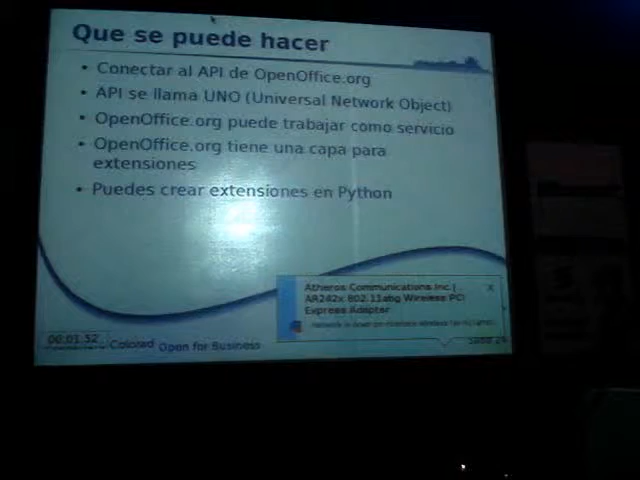 Que se puede hacer
• Conectar al API de OpenOffice.org
• API se llama UNO (Universal Network Object)
• OpenOffice.org puede trabajar como servicio
• OpenOffice.org tiene una capa para
extensiones
• Puedes crear extensiones en Python
Atheros Communications Inc. [...
AR242x 802.11abg Wireless PCI
Express Adapter
X
00:01:52
Open for Business